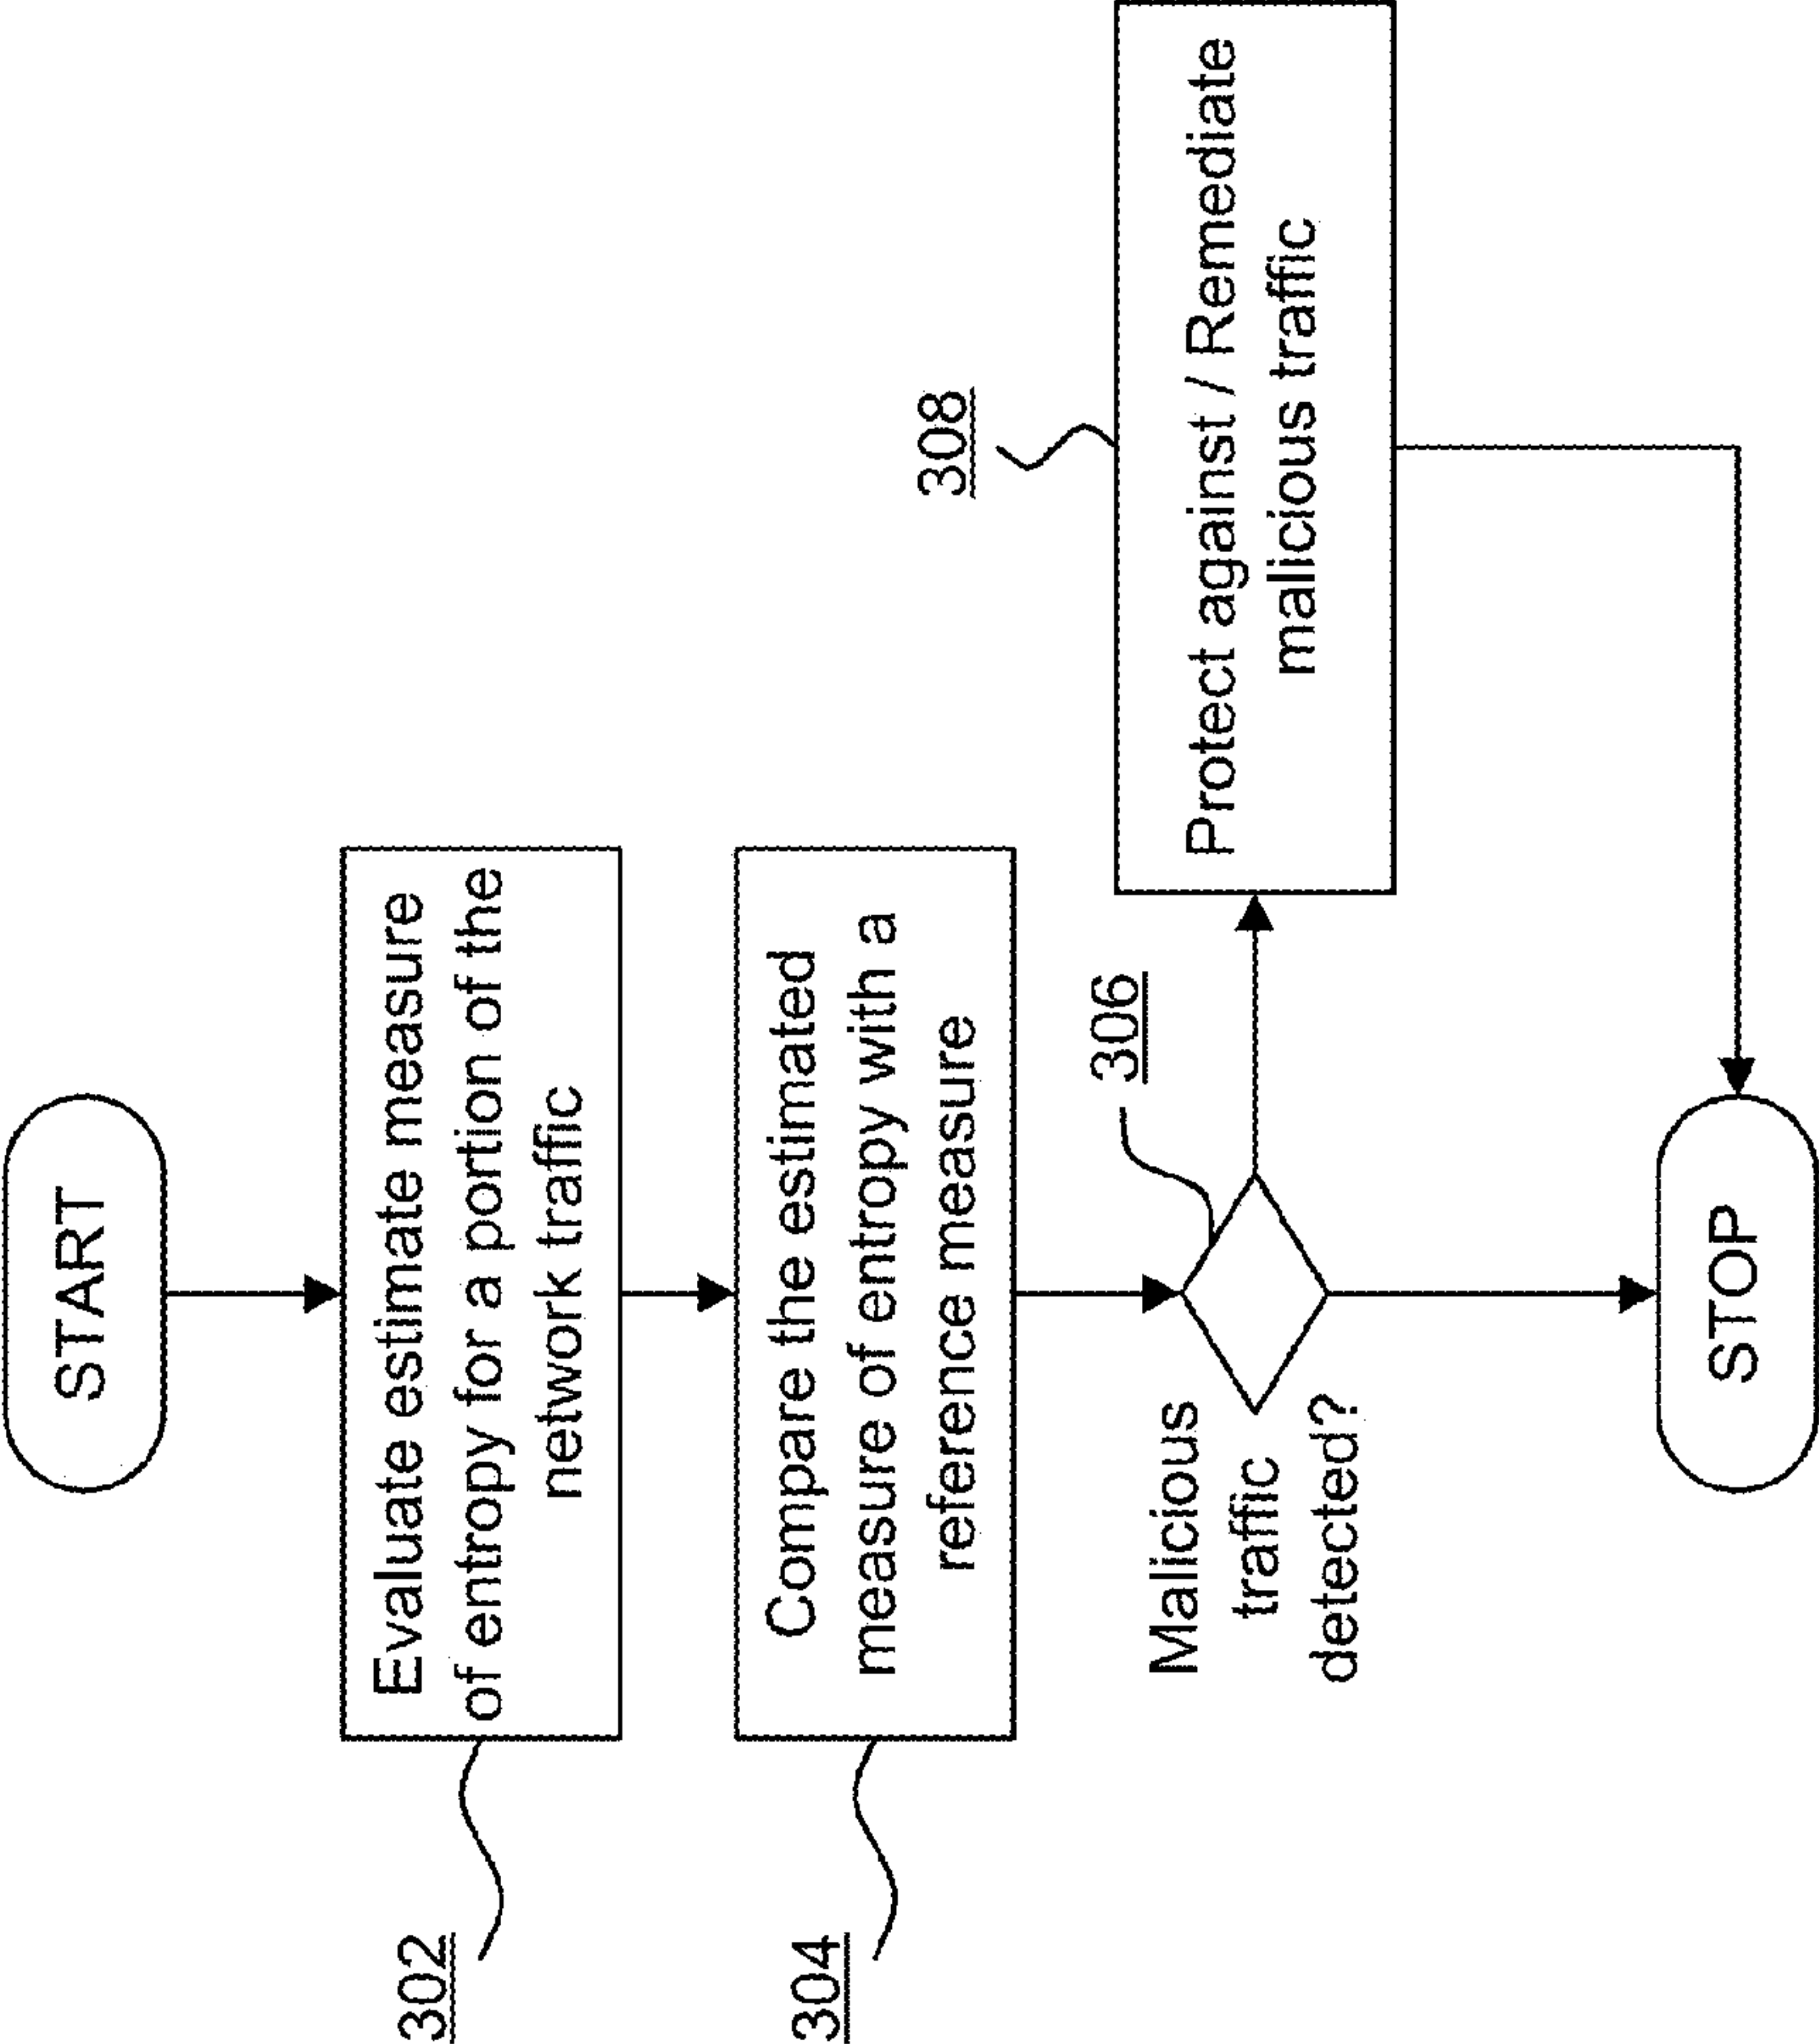 START
302
Evaluate estimate measure
of entropy for a portion of the
network traffic
304
Compare the estimated
measure of entropy with a
reference measure
Malicious
traffic
detected?
306
308
Protect against / Remediate
malicious traffic
STOP